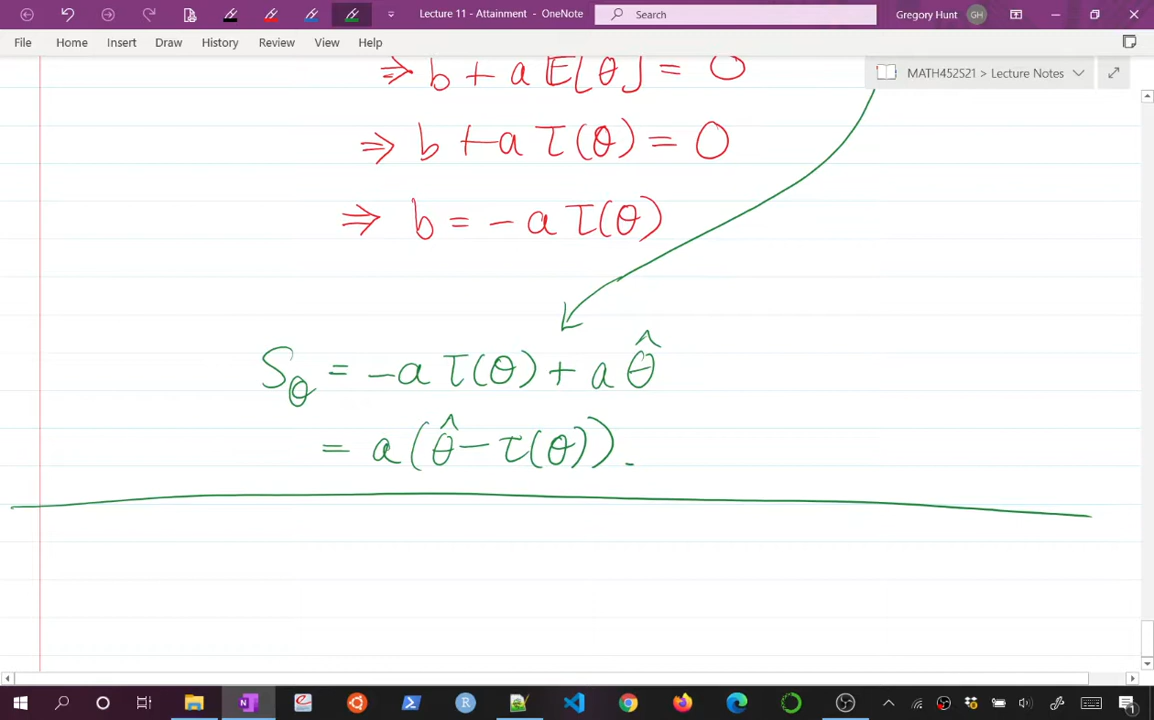 Lecture 11 - Attainment - OneNote
Search
Gregory Hunt GH
File Home Insert Draw History Review View Help
MATH452S21 > Lecture Notes
⇒ b + a E[θ] = 0
⇒ b + a τ(θ) = 0
⇒ b = - a τ(θ)
S_θ = - a τ(θ) + a θ̂
= a(θ̂ - τ(θ)).